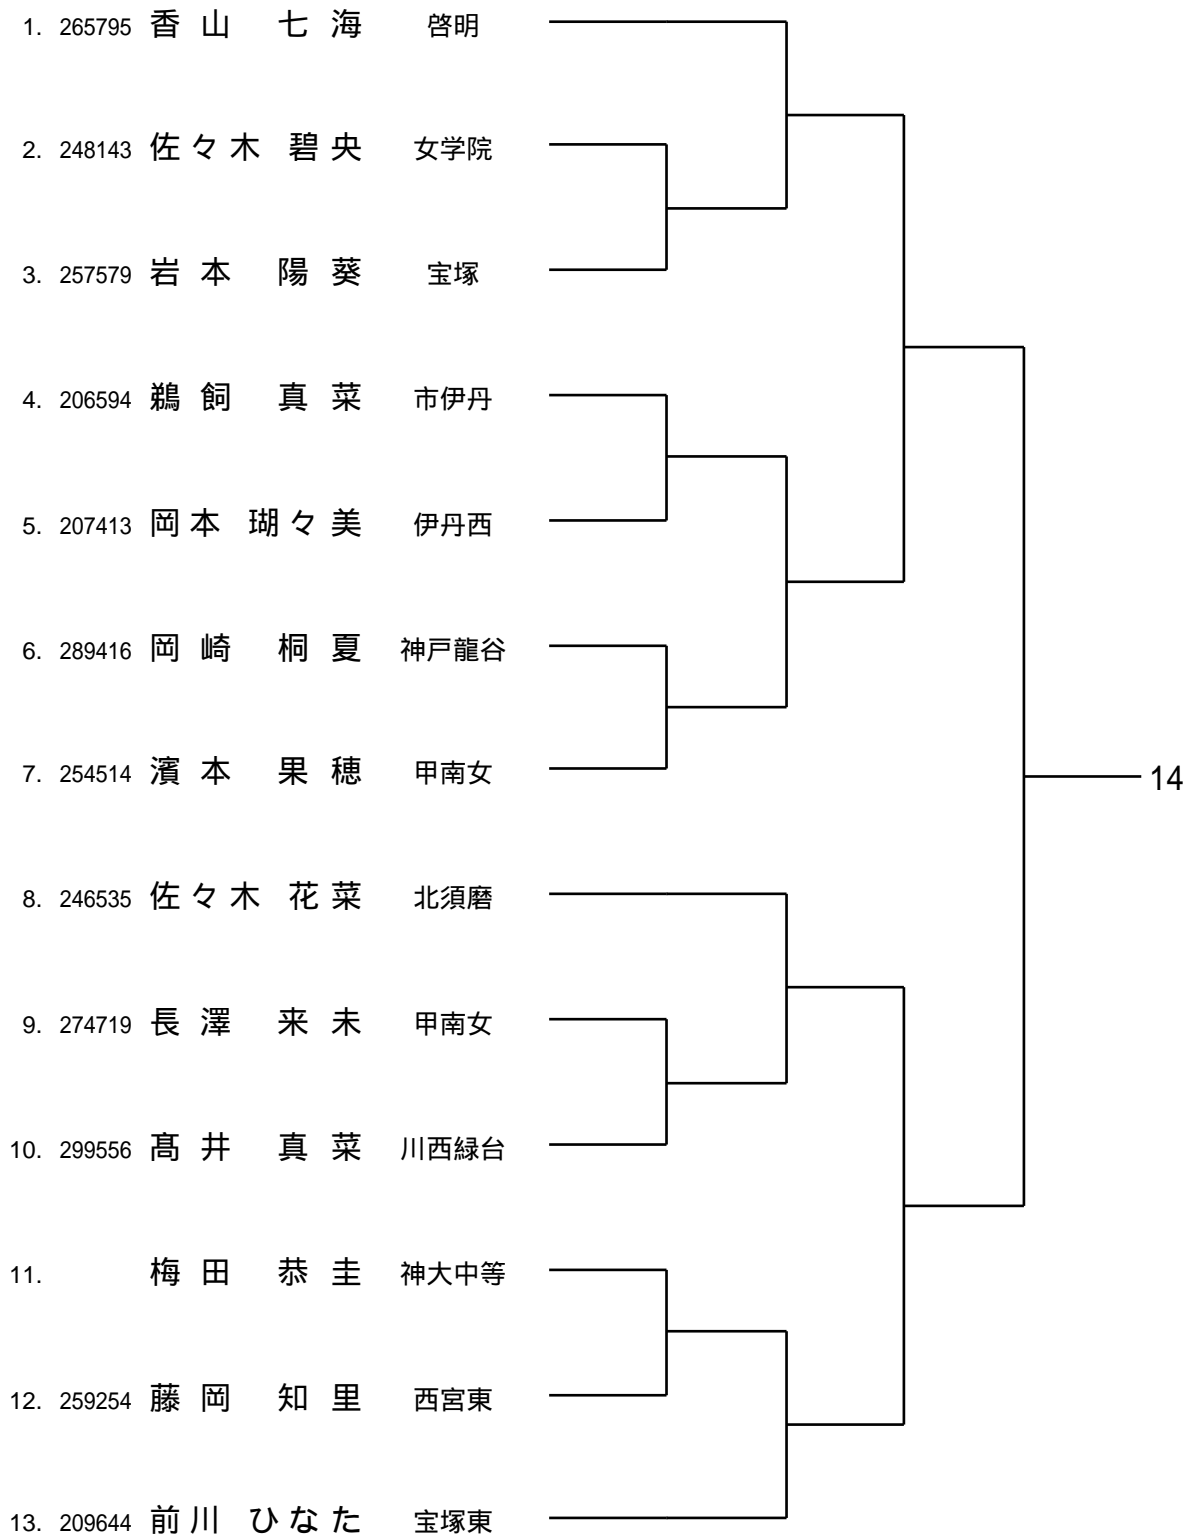 1. 265795 香山 七海 啓明
2. 248143 佐々木 碧央 女学院
3. 257579 岩本 陽葵 宝塚
4. 206594 鵜飼 真菜 市伊丹
5. 207413 岡本 瑚々美 伊丹西
6. 289416 岡崎 桐夏 神戸龍谷
7. 254514 濱本 果穂 甲南女
14
8. 246535 佐々木 花菜 北須磨
9. 274719 長澤 来未 甲南女
10. 299556 髙井 真菜 川西緑台
11. 梅田 恭圭 神大中等
12. 259254 藤岡 知里 西宮東
13. 209644 前川 ひなた 宝塚東